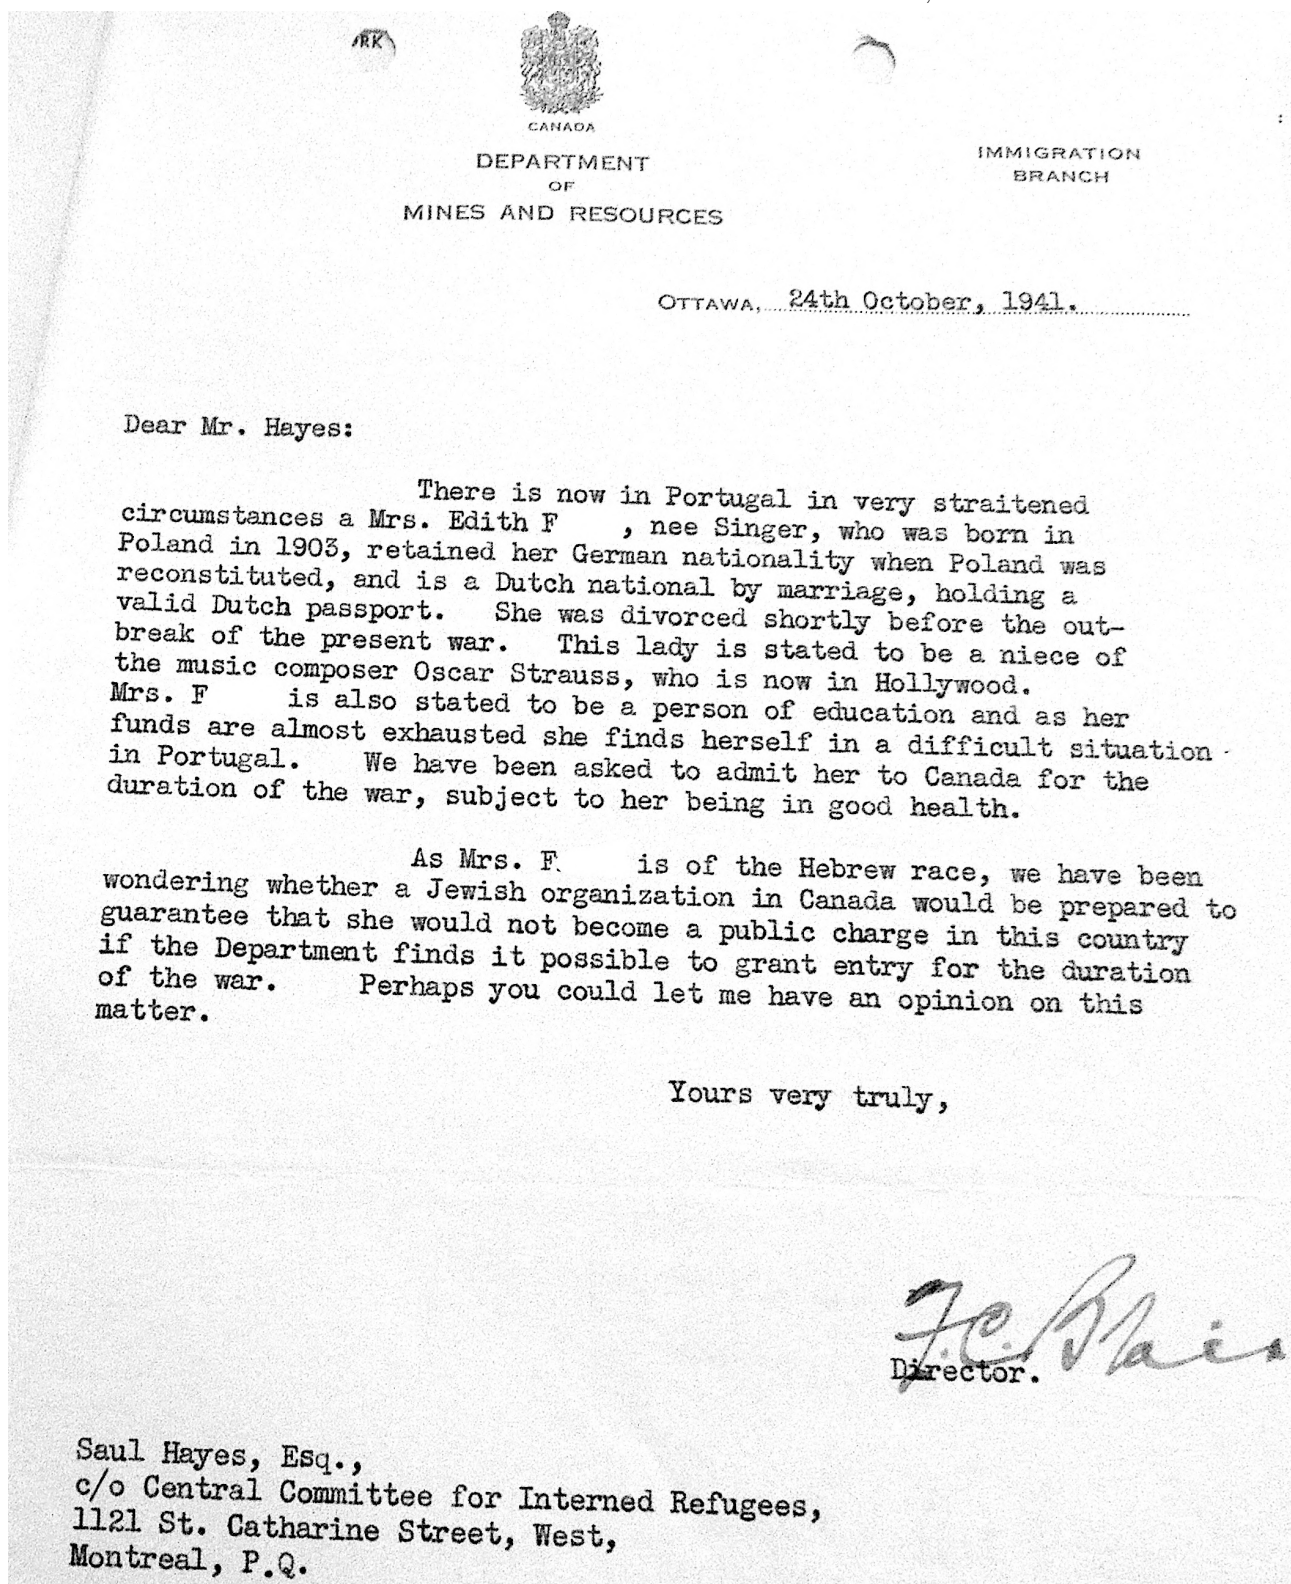 RK
CANADA
DEPARTMENT
OF
MINES AND RESOURCES
IMMIGRATION
BRANCH
OTTAWA, 24th October, 1941.
Dear Mr. Hayes:
There is now in Portugal in very straitened
circumstances a Mrs. Edith F , nee Singer, who was born in
Poland in 1903, retained her German nationality when Poland was
reconstituted, and is a Dutch national by marriage, holding a
valid Dutch passport. She was divorced shortly before the out-
break of the present war. This lady is stated to be a niece of
the music composer Oscar Strauss, who is now in Hollywood.
Mrs. F is also stated to be a person of education and as her
funds are almost exhausted she finds herself in a difficult situation
in Portugal. We have been asked to admit her to Canada for the
duration of the war, subject to her being in good health.
As Mrs. F. is of the Hebrew race, we have been
wondering whether a Jewish organization in Canada would be prepared to
guarantee that she would not become a public charge in this country
if the Department finds it possible to grant entry for the duration
of the war. Perhaps you could let me have an opinion on this
matter.
Yours very truly,
F.C. Blair
Director.
Saul Hayes, Esq.,
c/o Central Committee for Interned Refugees,
1121 St. Catharine Street, West,
Montreal, P.Q.